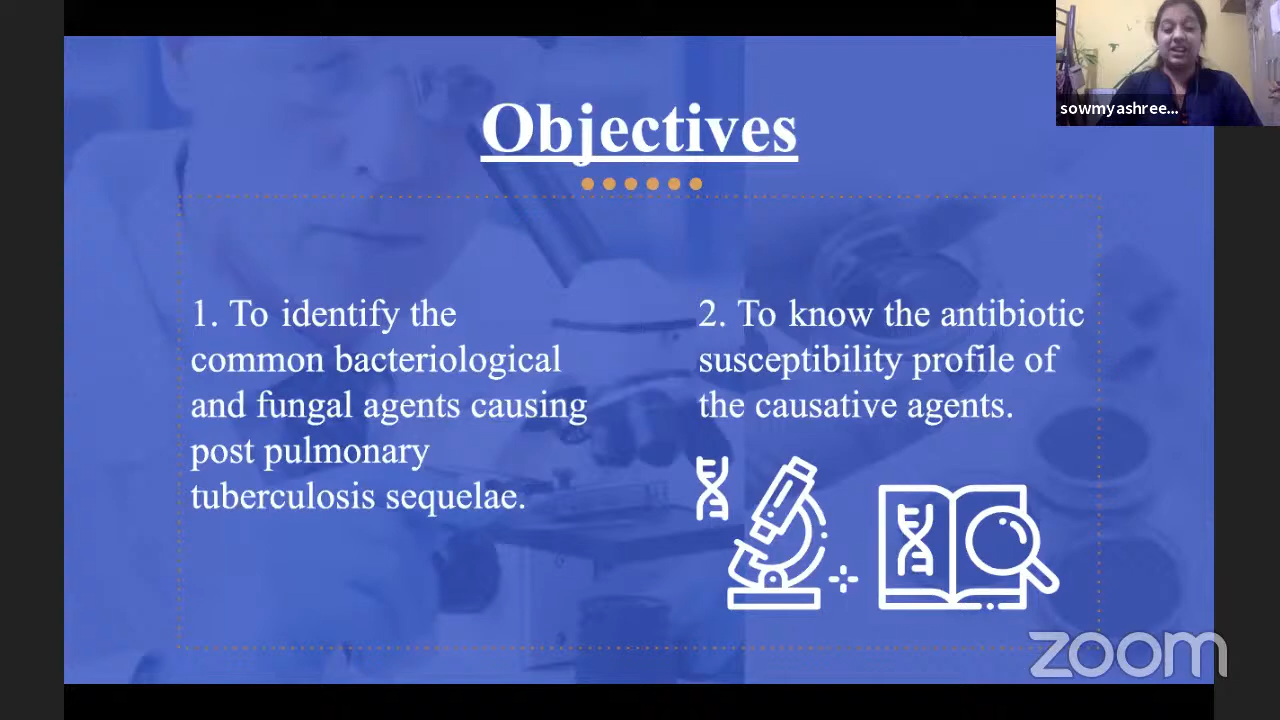 Objectives
sowmyashree...
1. To identify the
common bacteriological
and fungal agents causing
post pulmonary
tuberculosis sequelae.
2. To know the antibiotic
susceptibility profile of
the causative agents.
zoom